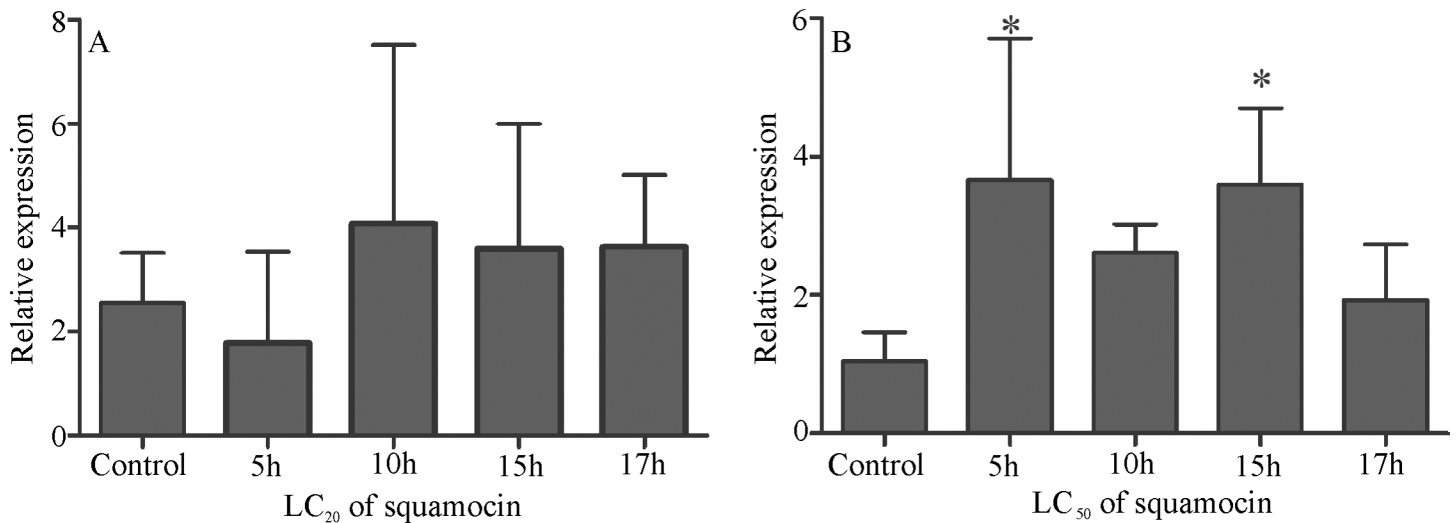 A
Relative expression
8
6
4
2
0
Control 5h 10h 15h 17h
LC20 of squamocin
B
Relative expression
6
4
2
0
* *
Control 5h 10h 15h 17h
LC50 of squamocin